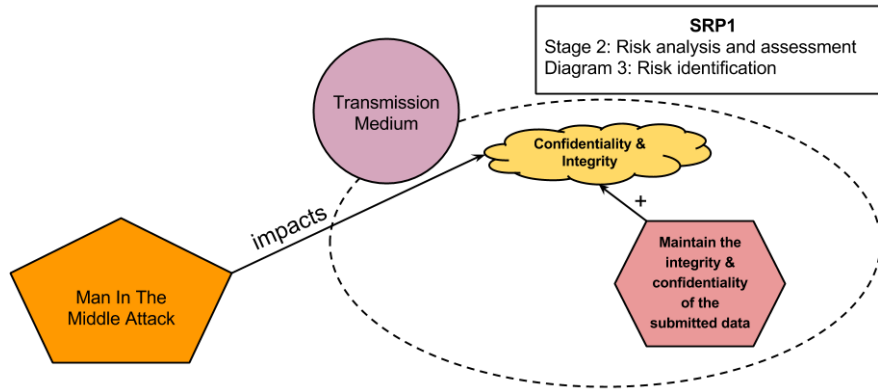 SRP1
Stage 2: Risk analysis and assessment
Diagram 3: Risk identification
Transmission
Medium
Confidentiality &
Integrity
impacts
+
Man In The
Middle Attack
Maintain the
integrity &
confidentiality
of the
submitted data